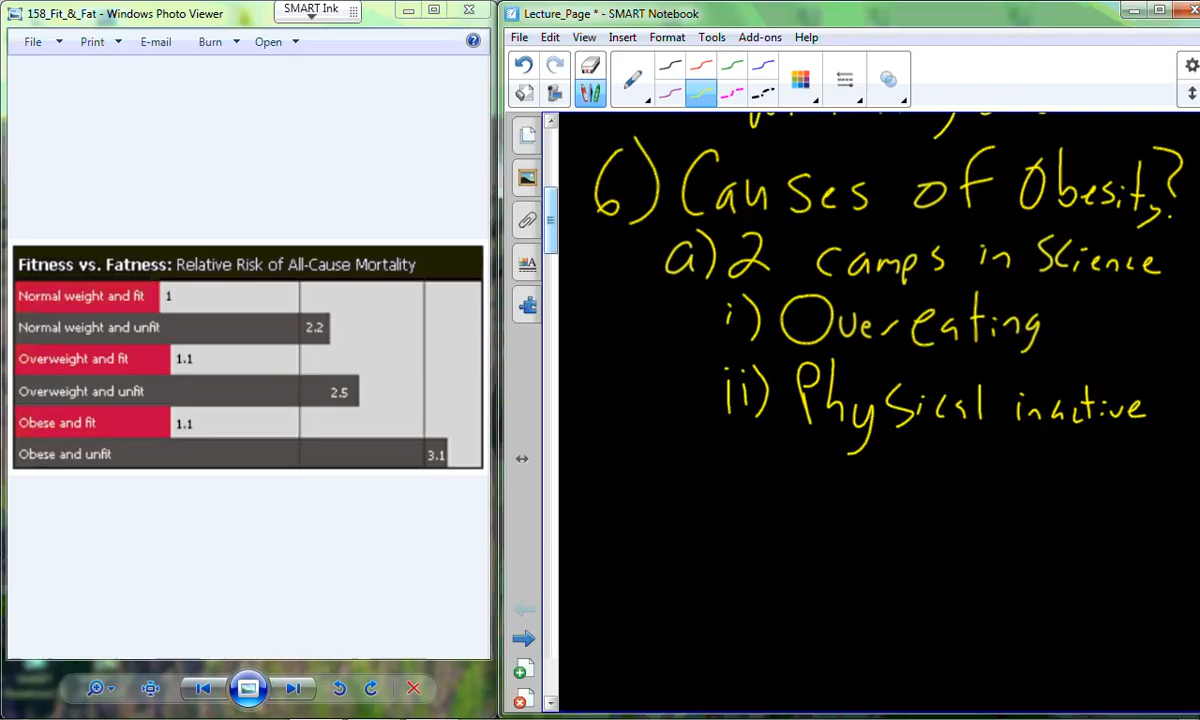 158_Fit_&_Fat - Windows Photo Viewer
SMART Ink
File Print E-mail Burn Open
Fitness vs. Fatness: Relative Risk of All-Cause Mortality
Normal weight and fit 1
Normal weight and unfit 2.2
Overweight and fit 1.1
Overweight and unfit 2.5
Obese and fit 1.1
Obese and unfit 3.1
Lecture_Page * - SMART Notebook
File Edit View Insert Format Tools Add-ons Help
6) Causes of Obesity?
a) 2 camps in Science
i) Overeating
ii) Physical inactive